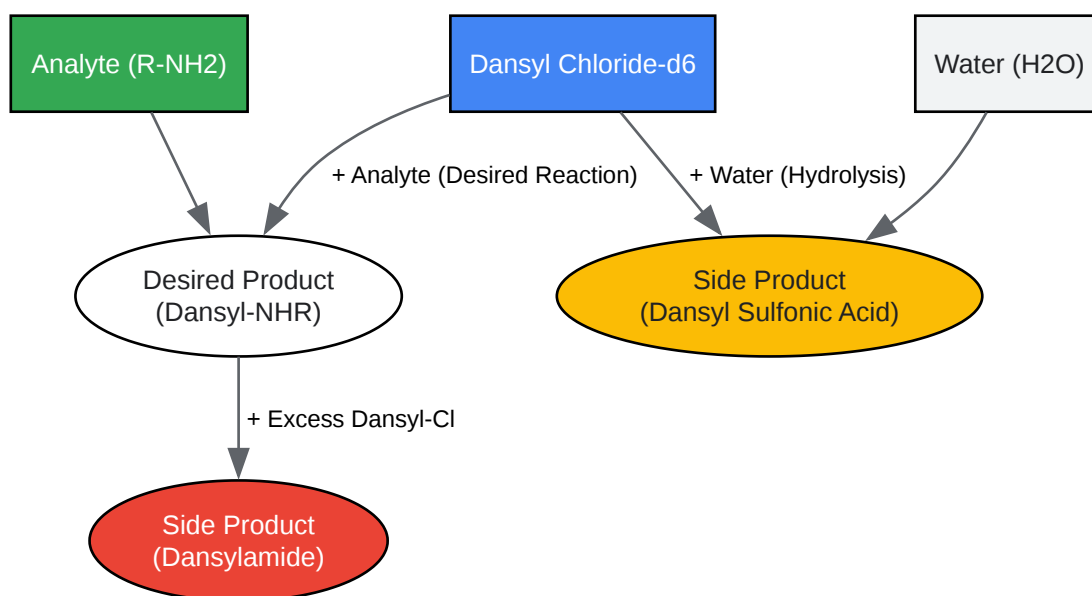 Analyte (R-NH2)
Dansyl Chloride-d6
Water (H2O)
+ Analyte (Desired Reaction)
+ Water (Hydrolysis)
Desired Product
(Dansyl-NHR)
Side Product
(Dansyl Sulfonic Acid)
+ Excess Dansyl-Cl
Side Product
(Dansylamide)